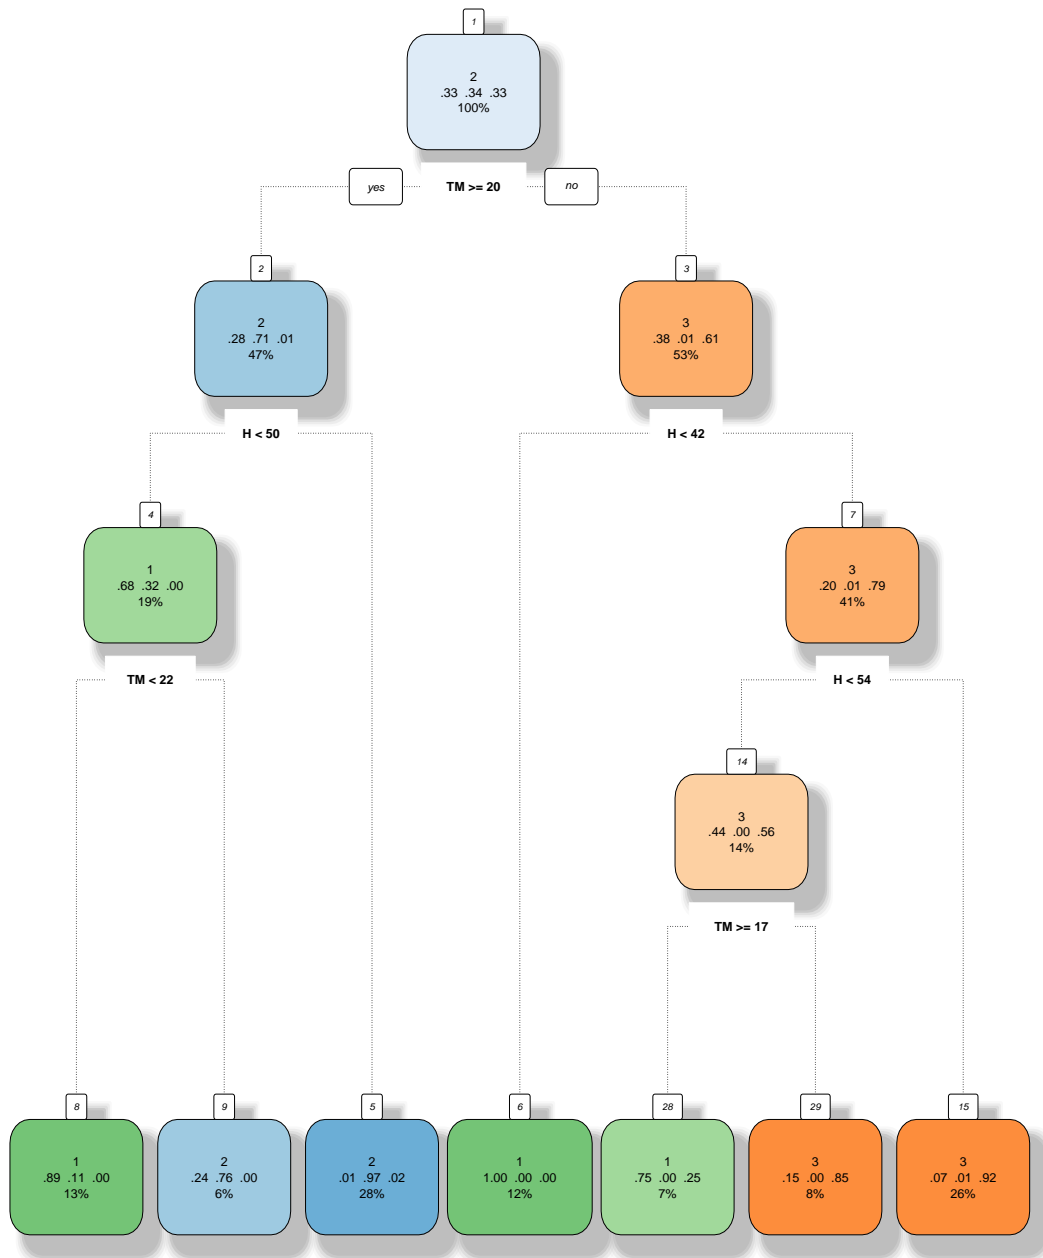 1
2
.33 .34 .33
100%
yes TM >= 20 no
2
2
.28 .71 .01
47%
3
3
.38 .01 .61
53%
H < 50
H < 42
4
1
.68 .32 .00
19%
7
3
.20 .01 .79
41%
TM < 22
H < 54
14
3
.44 .00 .56
14%
TM >= 17
8
1
.89 .11 .00
13%
9
2
.24 .76 .00
6%
5
2
.01 .97 .02
28%
6
1
1.00 .00 .00
12%
28
1
.75 .00 .25
7%
29
3
.15 .00 .85
8%
15
3
.07 .01 .92
26%